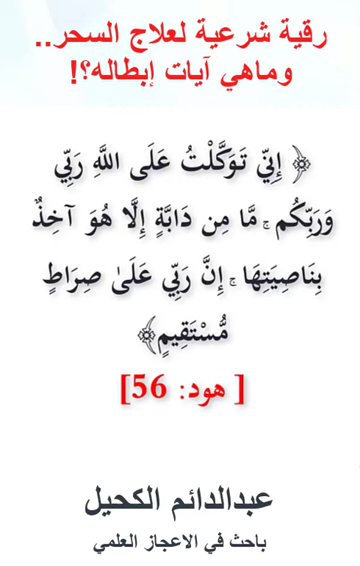 رقية شرعية لعلاج السحر..
وماهي آيات إبطاله؟!
﴿ إِنِّي تَوَكَّلْتُ عَلَى اللَّهِ رَبِّي
وَرَبِّكُم ۚ مَّا مِن دَابَّةٍ إِلَّا هُوَ آخِذٌ
بِنَاصِيَتِهَا ۚ إِنَّ رَبِّي عَلَىٰ صِرَاطٍ
مُّسْتَقِيمٍ﴾
[ هود: 56]
عبدالدائم الكحيل
باحث في الاعجاز العلمي